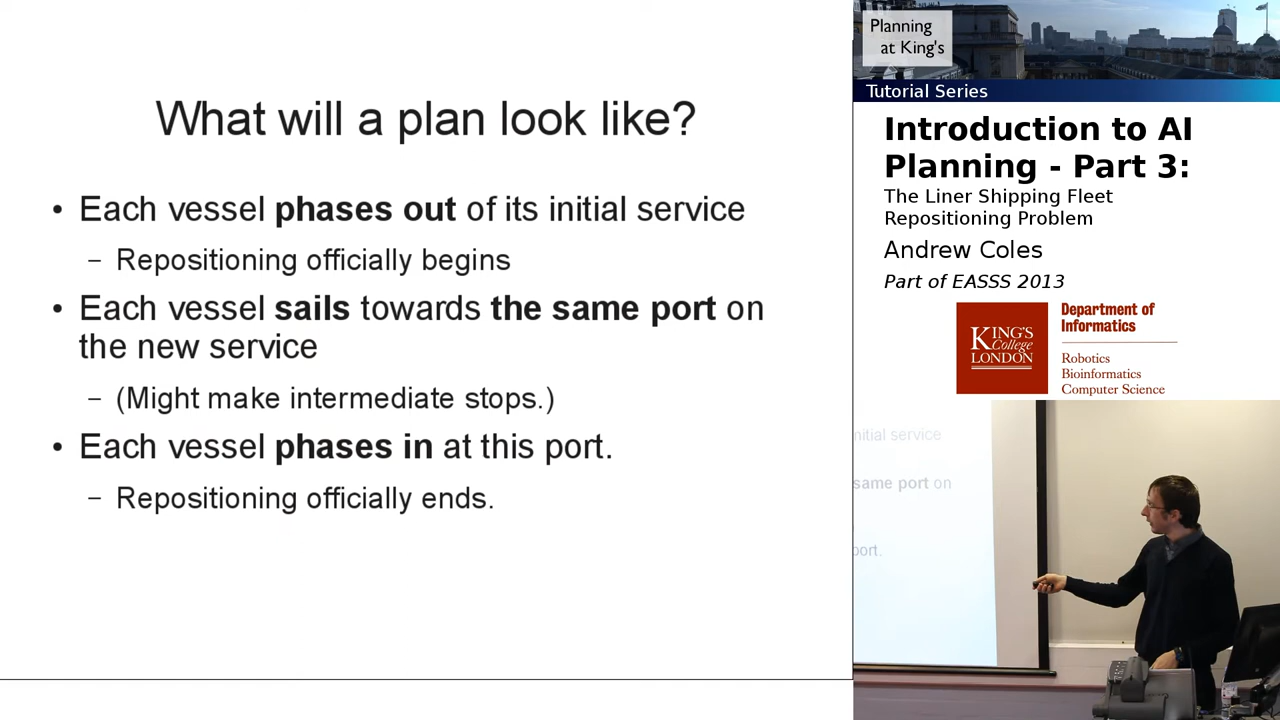 What will a plan look like?
• Each vessel phases out of its initial service
– Repositioning officially begins
• Each vessel sails towards the same port on
the new service
– (Might make intermediate stops.)
• Each vessel phases in at this port.
– Repositioning officially ends.
Planning
at King's
Tutorial Series
Introduction to AI
Planning - Part 3:
The Liner Shipping Fleet
Repositioning Problem
Andrew Coles
Part of EASSS 2013
KING'S
College
LONDON
Department of
Informatics
Robotics
Bioinformatics
Computer Science
nitial service
same port on
port.